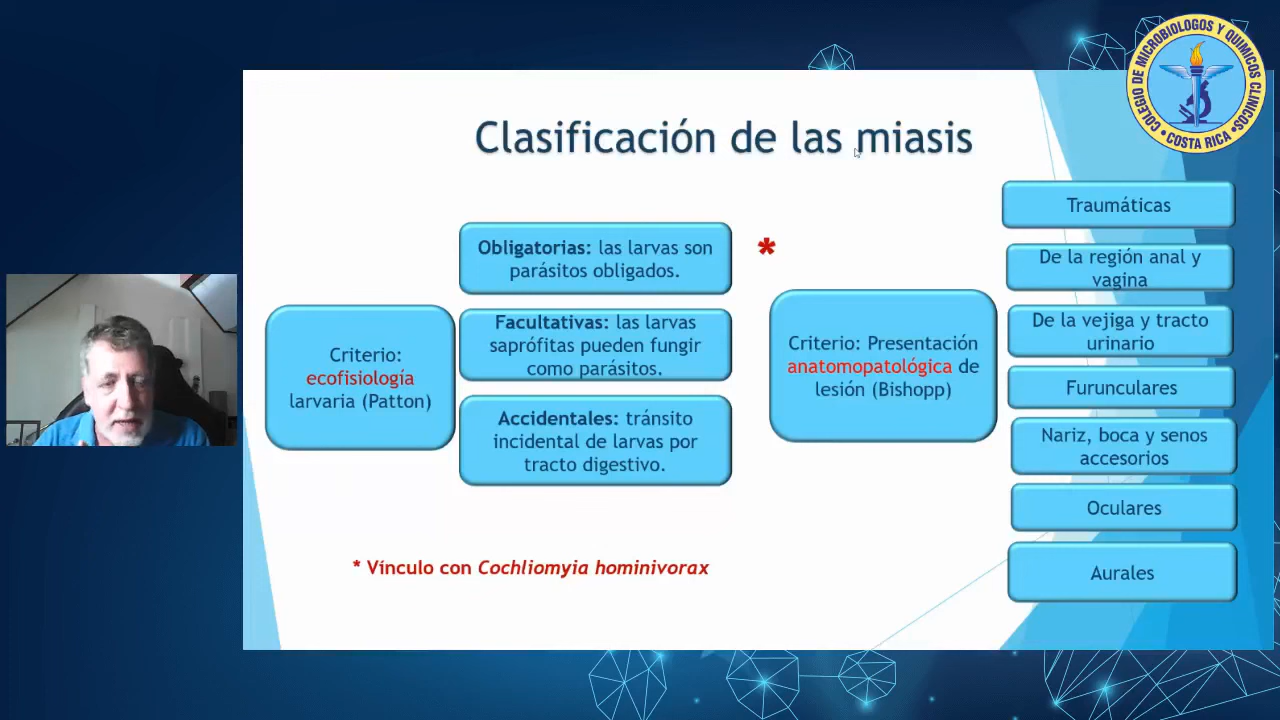 COLEGIO DE MICROBIOLOGOS Y QUIMICOS CLINICOS
COSTA RICA
Clasificación de las miasis
Criterio:
ecofisiología
larvaria (Patton)
Obligatorias: las larvas son
parásitos obligados.
*
Facultativas: las larvas
saprófitas pueden fungir
como parásitos.
Accidentales: tránsito
incidental de larvas por
tracto digestivo.
Criterio: Presentación
anatomopatológica de
lesión (Bishopp)
Traumáticas
De la región anal y
vagina
De la vejiga y tracto
urinario
Furunculares
Nariz, boca y senos
accesorios
Oculares
Aurales
* Vínculo con Cochliomyia hominivorax